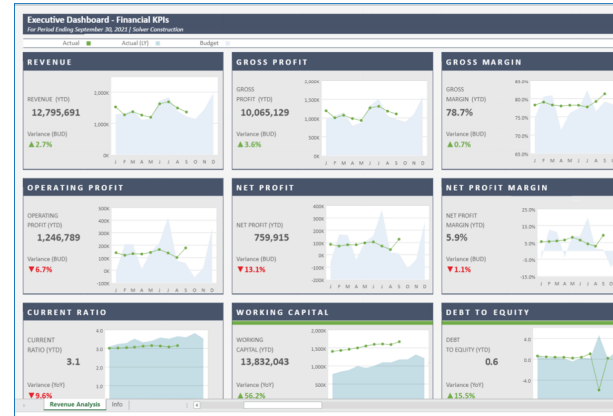 Executive Dashboard - Financial KPIs
For Period Ending September 30, 2021 | Solver Construction
Actual Actual (LY) Budget
REVENUE
REVENUE (YTD)
12,795,691
Variance (BUD)
▲2.7%
2,000K
1,000K
0K
J F M A M J J A S O N D
GROSS PROFIT
GROSS
PROFIT (YTD)
10,065,129
Variance (BUD)
▲3.6%
1,500K
1,000K
500K
0K
J F M A M J J A S O N D
GROSS MARGIN
GROSS
MARGIN (YTD)
78.7%
Variance (BUD)
▲0.7%
85.0%
80.0%
75.0%
70.0%
65.0%
J F M A M J J A S
OPERATING PROFIT
OPERATING
PROFIT (YTD)
1,246,789
Variance (BUD)
▼6.7%
500K
400K
300K
200K
100K
0K
-100K
J F M A M J J A S O N D
NET PROFIT
NET PROFIT (YTD)
759,915
Variance (BUD)
▼13.1%
400K
300K
200K
100K
0K
-100K
-200K
J F M A M J J A S O N D
NET PROFIT MARGIN
NET PROFIT
MARGIN (YTD)
5.9%
Variance (BUD)
▼1.1%
25.0%
15.0%
5.0%
-5.0%
-15.0%
J F M A M J J A S O
CURRENT RATIO
CURRENT
RATIO (YTD)
3.1
Variance (YoY)
▼9.6%
4.0
3.0
2.0
1.0
WORKING CAPITAL
WORKING
CAPITAL (YTD)
13,832,043
Variance (YoY)
▲56.2%
2,000K
1,500K
1,000K
500K
DEBT TO EQUITY
DEBT
TO EQUITY (YTD)
0.6
Variance (YoY)
▲15.5%
4.0
0.0
-4.0
Revenue Analysis Info